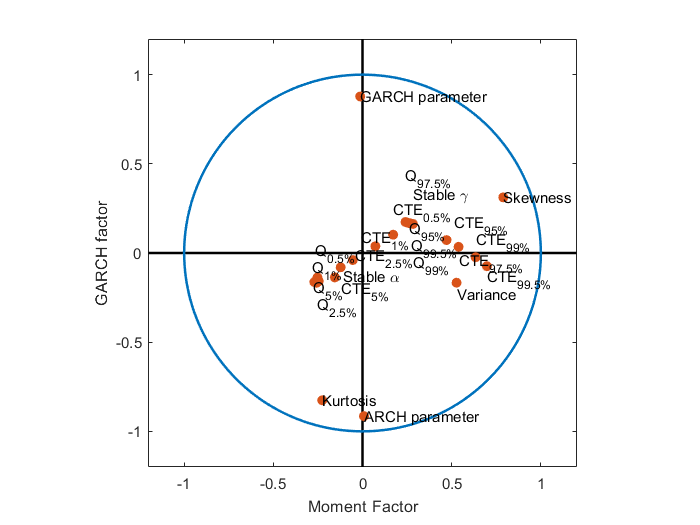 1
0.5
0
-0.5
-1
-1
-0.5
0
0.5
1
GARCH factor
Moment Factor
GARCH parameter
Q97.5%
Stable γ
Skewness
CTE0.5%
CTE95%
Q95%
CTE1%
CTE99%
Q99.5%
Q0.5%
CTE2.5%
CTE97.5%
Q99%
Q1%
Stable α
CTE99.5%
Q5%
CTE5%
Variance
Q2.5%
Kurtosis
ARCH parameter